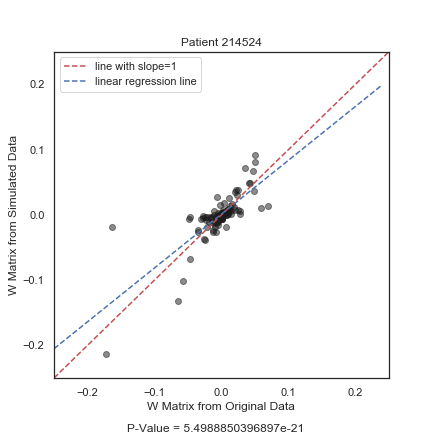 Patient 214524
line with slope=1
linear regression line
W Matrix from Simulated Data
0.2
0.1
0.0
−0.1
−0.2
−0.2 −0.1 0.0 0.1 0.2
W Matrix from Original Data
P-Value = 5.4988850396897e-21